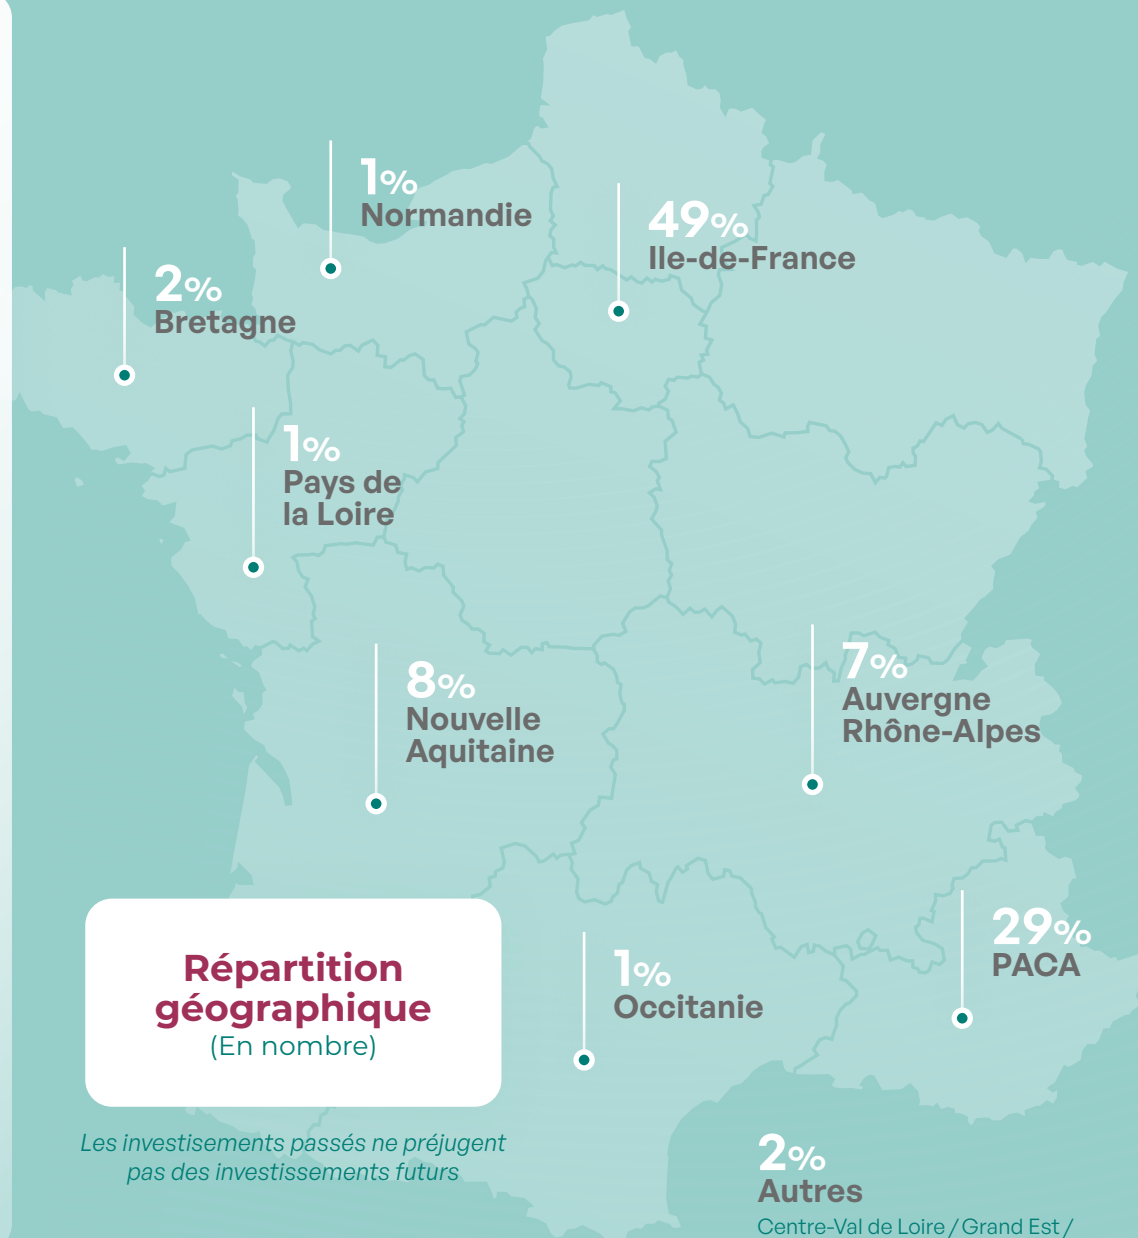 1%
Normandie
49%
Ile-de-France
2%
Bretagne
1%
Pays de
la Loire
8%
Nouvelle
Aquitaine
7%
Auvergne
Rhône-Alpes
29%
PACA
1%
Occitanie
Répartition
géographique
(En nombre)
Les investisements passés ne préjugent
pas des investissements futurs
2%
Autres
Centre-Val de Loire / Grand Est /